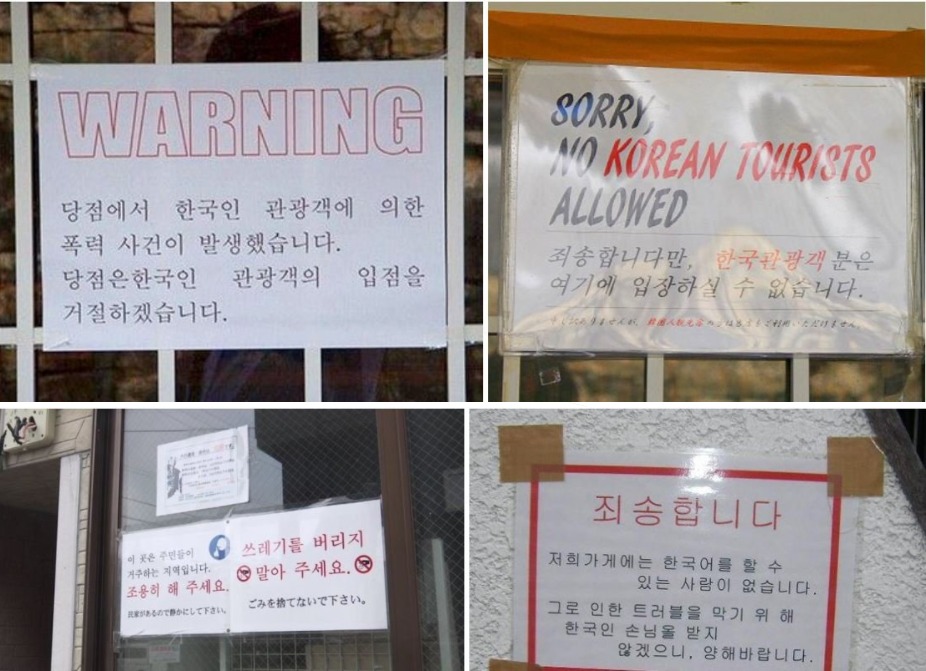 WARNING
당점에서 한국인 관광객에 의한
폭력 사건이 발생했습니다.
당점은한국인 관광객의 입점을
거절하겠습니다.
SORRY,
NO KOREAN TOURISTS
ALLOWED
죄송합니다만, 한국관광객분은
여기에 입장하실 수 없습니다.
이 곳은 주민들이
거주하는 지역입니다.
조용히 해 주세요.
民家があるので静かにして下さい。
쓰레기를 버리지
말아 주세요.
ごみを捨てないで下さい。
죄송합니다
저희가게에는 한국어를 할 수
있는 사람이 없습니다.
그로 인한 트러블을 막기 위해
한국인 손님올 받지
않겠으니, 양해바랍니다.